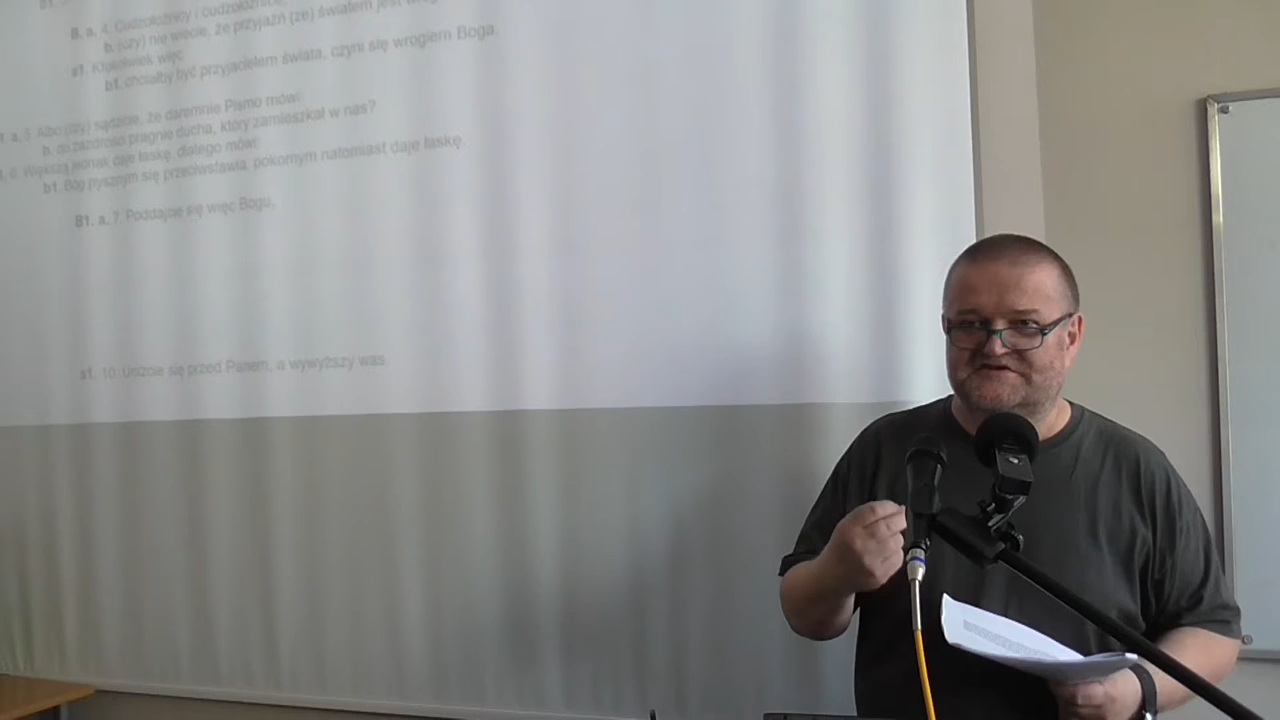 B. a. 4. Cudzołożnicy i cudzołożnice,
b. (czy) nie wiecie, że przyjaźń (ze) światem jest
a1. Ktokolwiek więc
b1. chciałby być przyjacielem świata, czyni się wrogiem Boga.
a. 5. Albo (czy) sądzicie, że daremnie Pismo mówi:
b. do zazdrości pragnie ducha, który zamieszkał w nas?
6. Większą jednak daje łaskę, dlatego mówi:
b1. Bóg pysznym się przeciwstawia, pokornym natomiast daje łaskę.
B1. a. 7. Poddajcie się więc Bogu,
a1. 10. Uniżcie się przed Panem, a wywyższy was